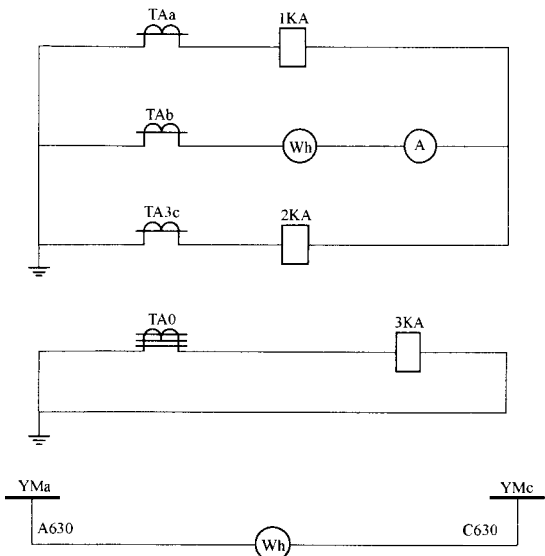 TAa 1KA
TAb
Wh A
TA3c 2KA
TA0 3KA
YMa YMc
A630 C630
Wh